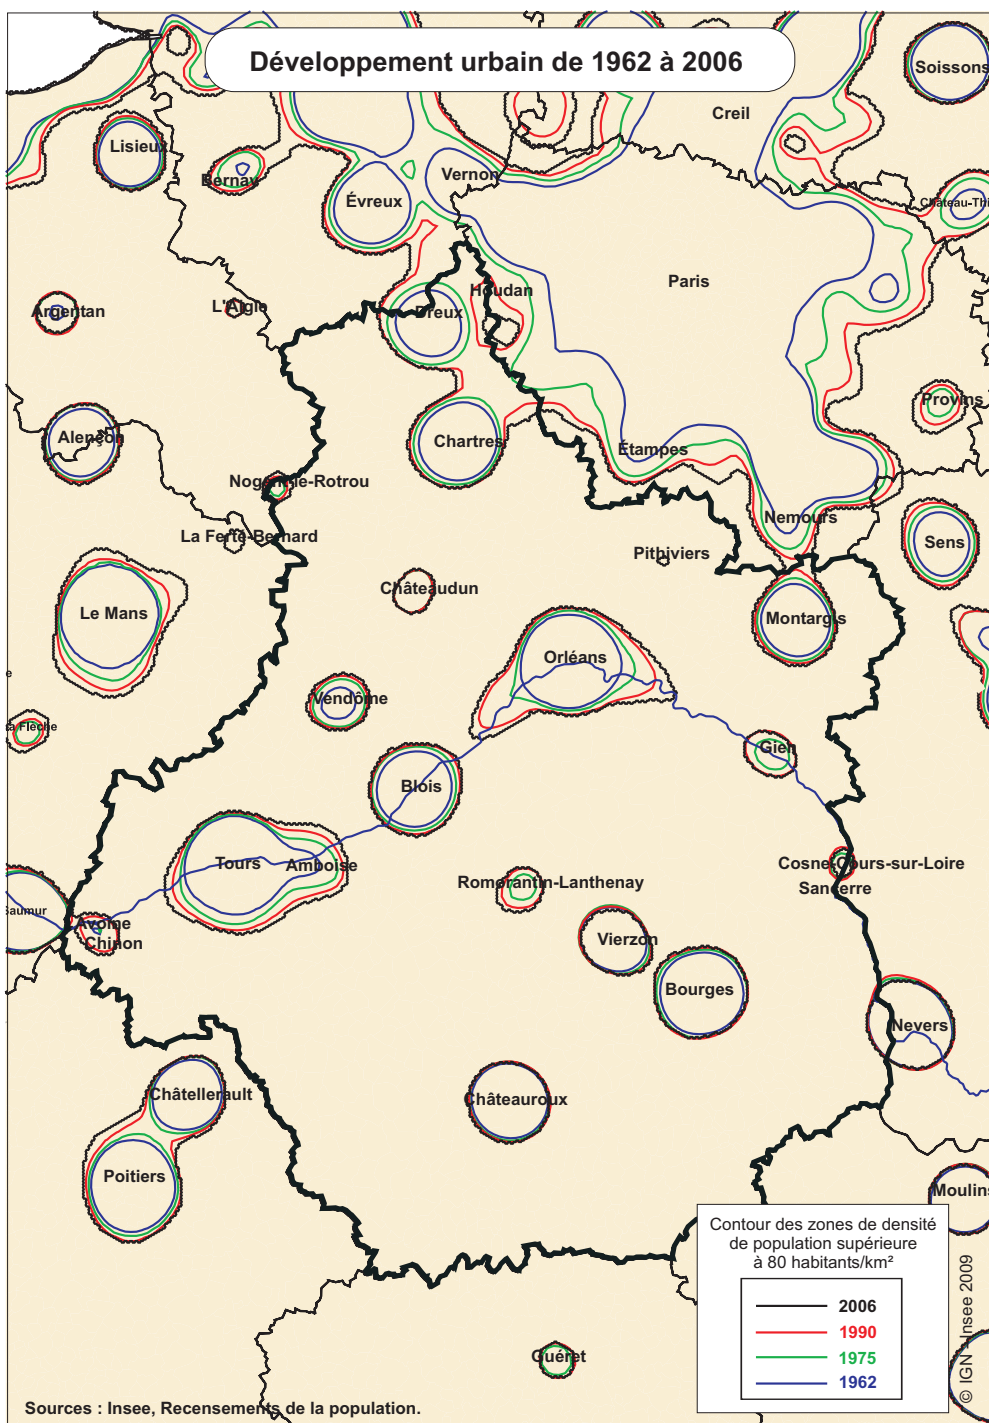 Développement urbain de 1962 à 2006
Soissons
Creil
Lisieux
Bernay
Vernon
Évreux
Château-Thi
Paris
Houdan
Argentan
L'Aigle
Dreux
Provins
Alençon
Chartres
Étampes
Nogent-le-Rotrou
Nemours
La Ferté-Bernard
Sens
Pithiviers
Châteaudun
Le Mans
Montargis
Orléans
e
Vendôme
la Flèche
Gien
Blois
Tours
Amboise
Cosne-Cours-sur-Loire
Romorantin-Lanthenay
Sancerre
Saumur
Avoine
Chinon
Vierzon
Bourges
Nevers
Châtellerault
Châteauroux
Poitiers
Moulins
Guéret
Contour des zones de densité
de population supérieure
à 80 habitants/km²
2006
1990
1975
1962
© IGN - Insee 2009
Sources : Insee, Recensements de la population.